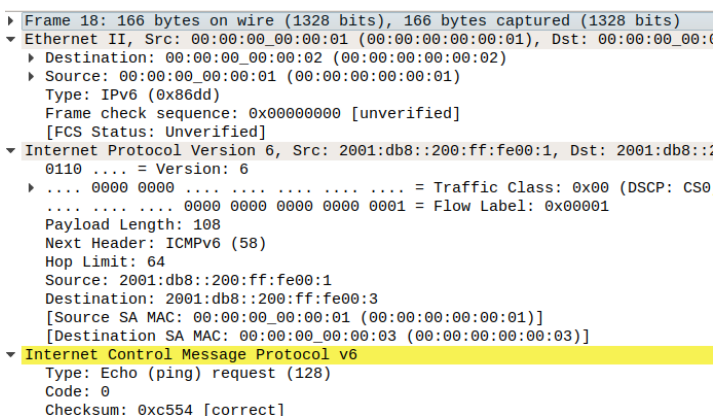 Frame 18: 166 bytes on wire (1328 bits), 166 bytes captured (1328 bits)
Ethernet II, Src: 00:00:00_00:00:01 (00:00:00:00:00:01), Dst: 00:00:00_00:0
Destination: 00:00:00_00:00:02 (00:00:00:00:00:02)
Source: 00:00:00_00:00:01 (00:00:00:00:00:01)
Type: IPv6 (0x86dd)
Frame check sequence: 0x00000000 [unverified]
[FCS Status: Unverified]
Internet Protocol Version 6, Src: 2001:db8::200:ff:fe00:1, Dst: 2001:db8::2
0110 .... = Version: 6
.... 0000 0000 .... .... .... .... .... = Traffic Class: 0x00 (DSCP: CS0
.... .... .... 0000 0000 0000 0000 0001 = Flow Label: 0x00001
Payload Length: 108
Next Header: ICMPv6 (58)
Hop Limit: 64
Source: 2001:db8::200:ff:fe00:1
Destination: 2001:db8::200:ff:fe00:3
[Source SA MAC: 00:00:00_00:00:01 (00:00:00:00:00:01)]
[Destination SA MAC: 00:00:00_00:00:03 (00:00:00:00:00:03)]
Internet Control Message Protocol v6
Type: Echo (ping) request (128)
Code: 0
Checksum: 0xc554 [correct]